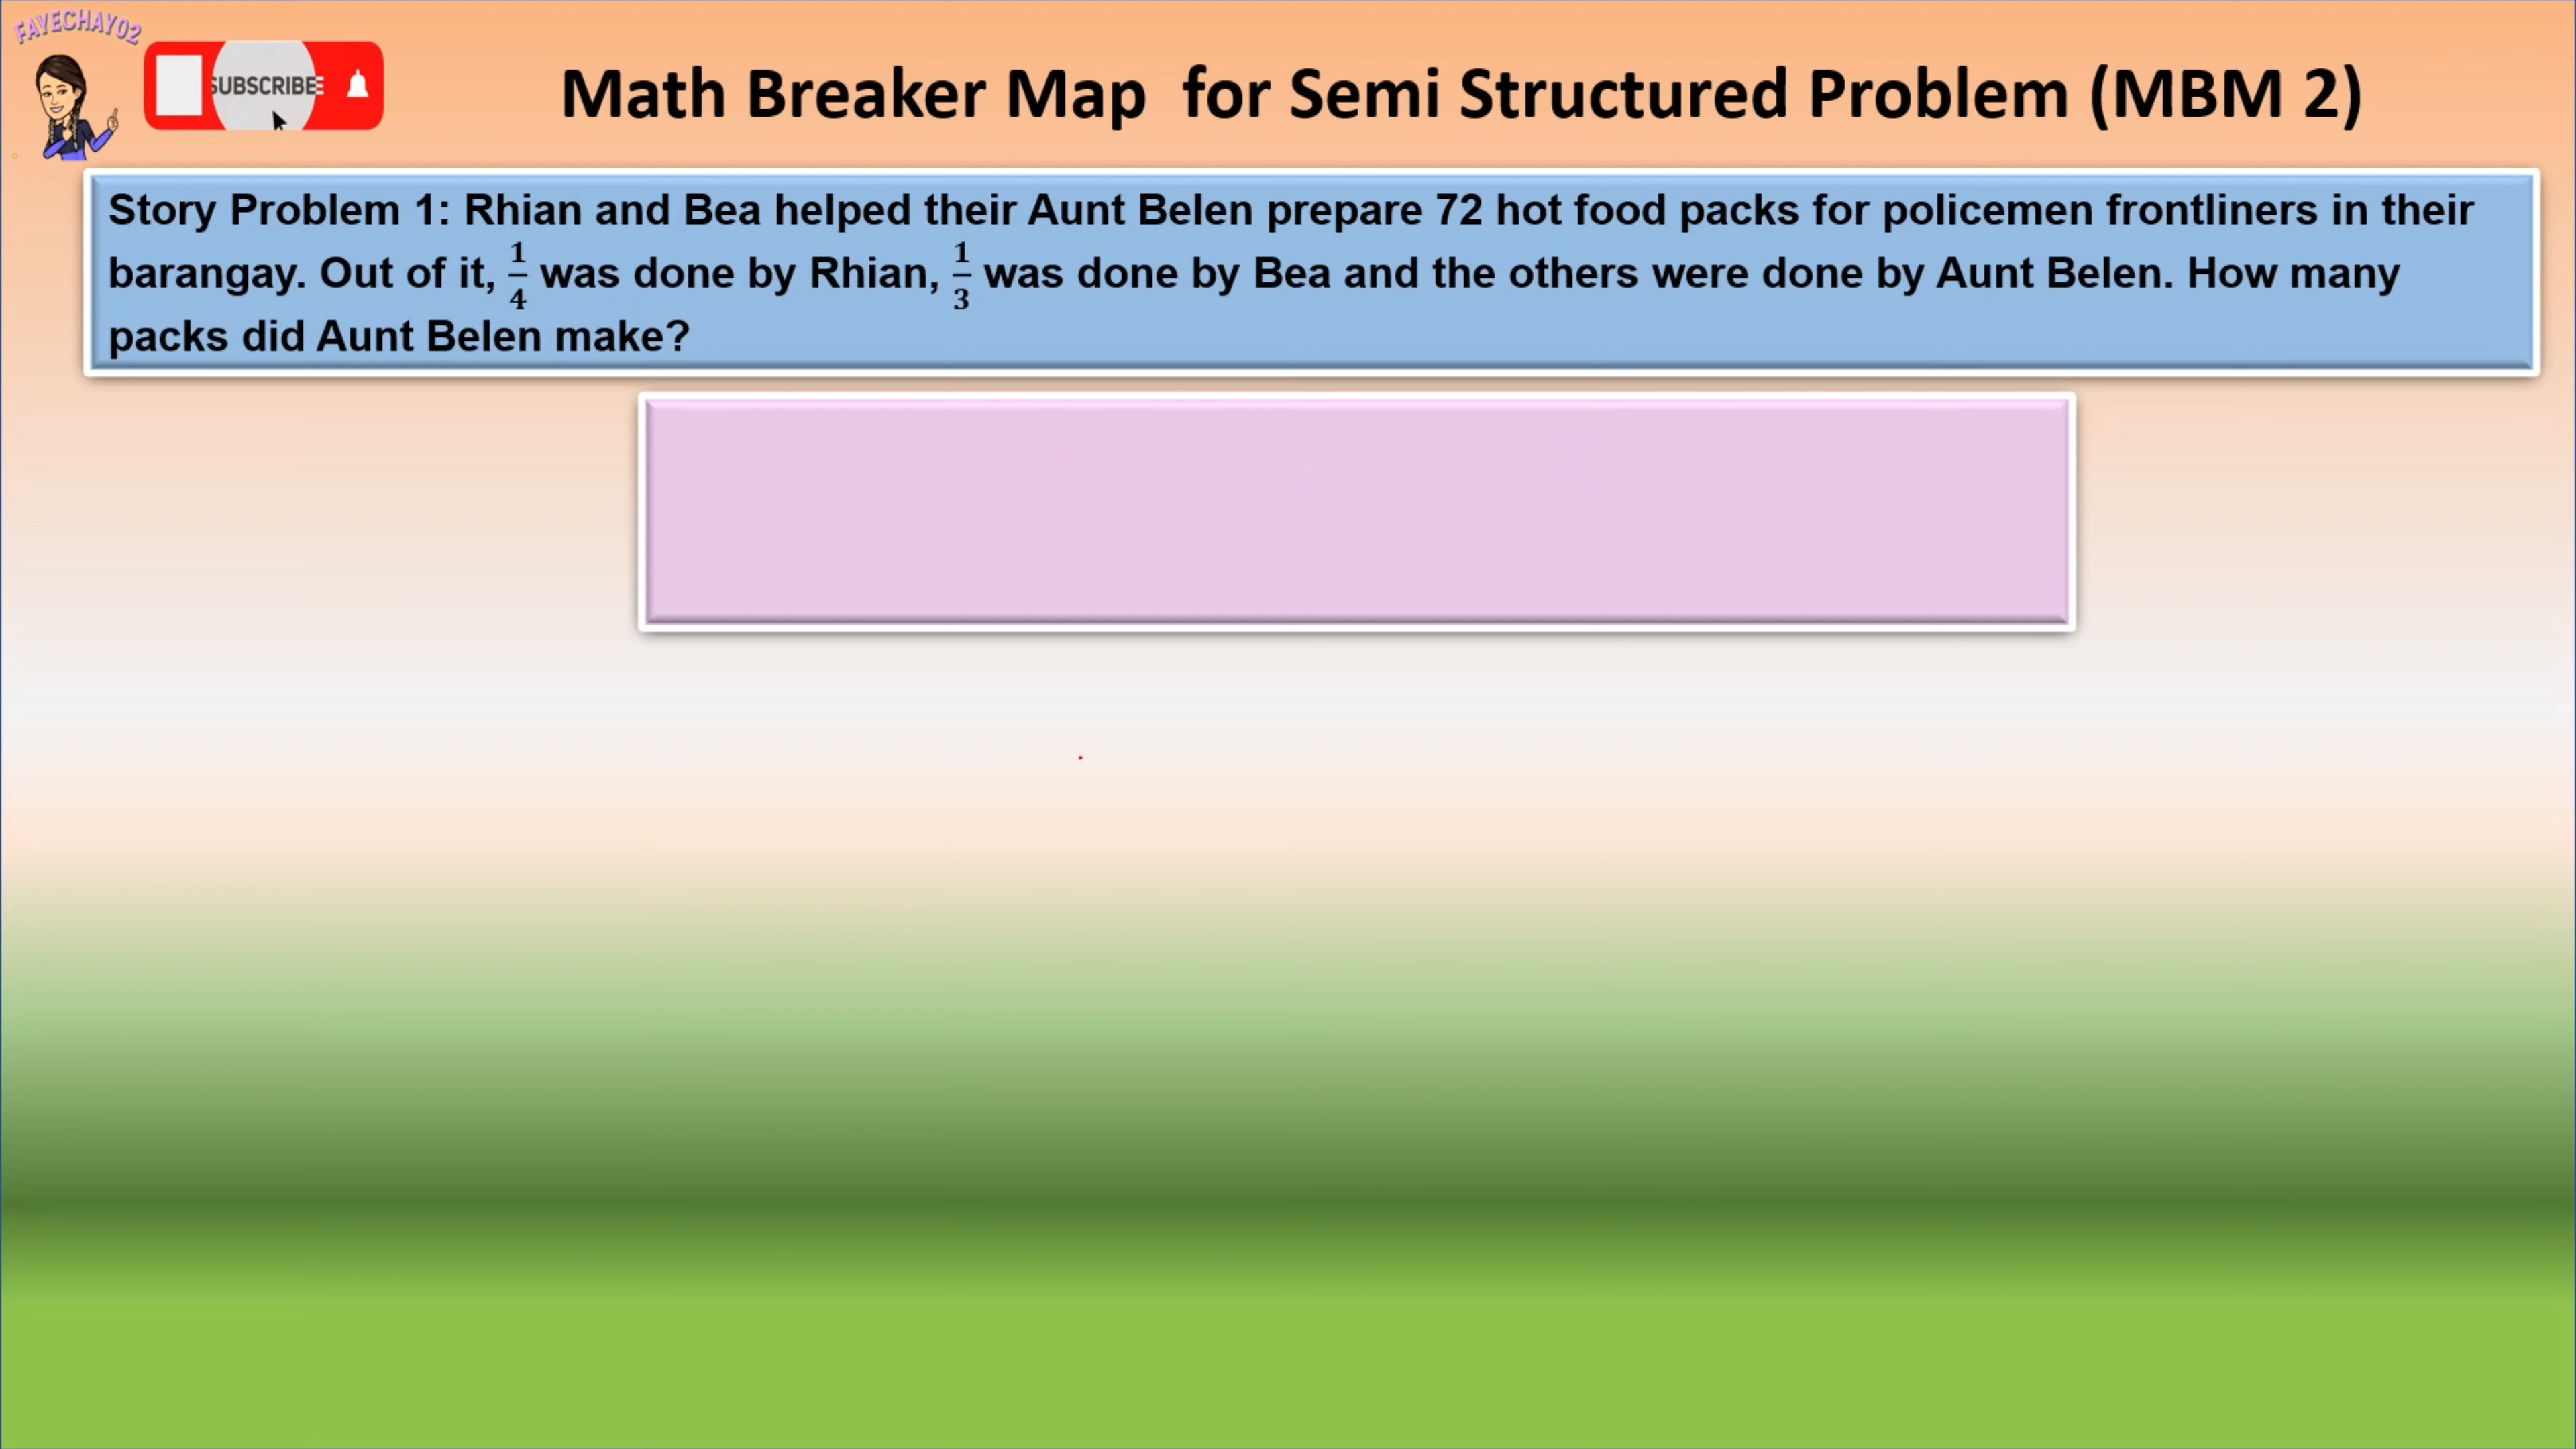 FAYECHAY02
SUBSCRIBE
Math Breaker Map for Semi Structured Problem (MBM 2)
Story Problem 1: Rhian and Bea helped their Aunt Belen prepare 72 hot food packs for policemen frontliners in their
barangay. Out of it, 1/4 was done by Rhian, 1/3 was done by Bea and the others were done by Aunt Belen. How many
packs did Aunt Belen make?